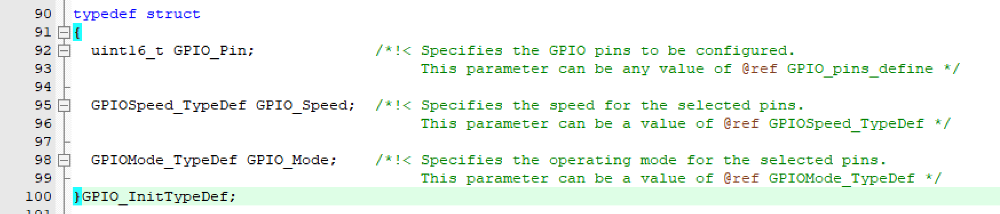 90 typedef struct
91 {
92 uint16_t GPIO_Pin; /*!< Specifies the GPIO pins to be configured.
93 This parameter can be any value of @ref GPIO_pins_define */
94
95 GPIOSpeed_TypeDef GPIO_Speed; /*!< Specifies the speed for the selected pins.
96 This parameter can be a value of @ref GPIOSpeed_TypeDef */
97
98 GPIOMode_TypeDef GPIO_Mode; /*!< Specifies the operating mode for the selected pins.
99 This parameter can be a value of @ref GPIOMode_TypeDef */
100 }GPIO_InitTypeDef;
101